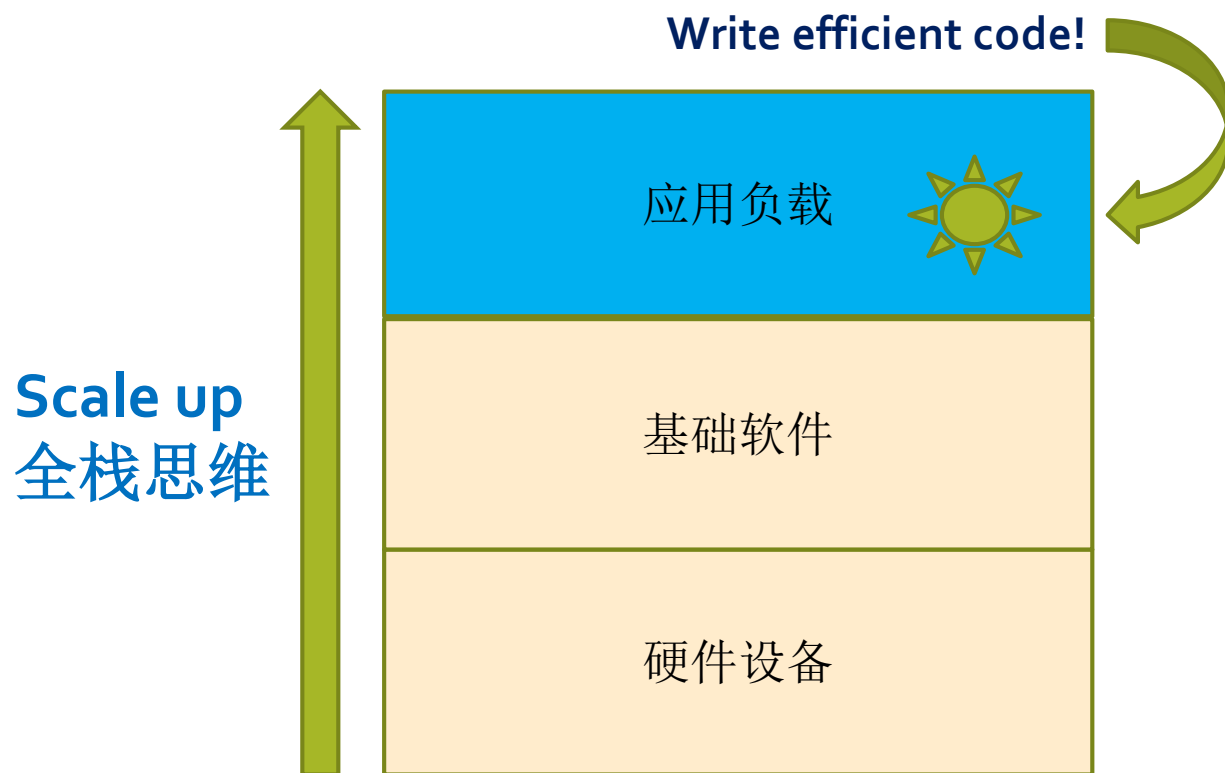 Write efficient code!
应用负载
Scale up
全栈思维
基础软件
硬件设备